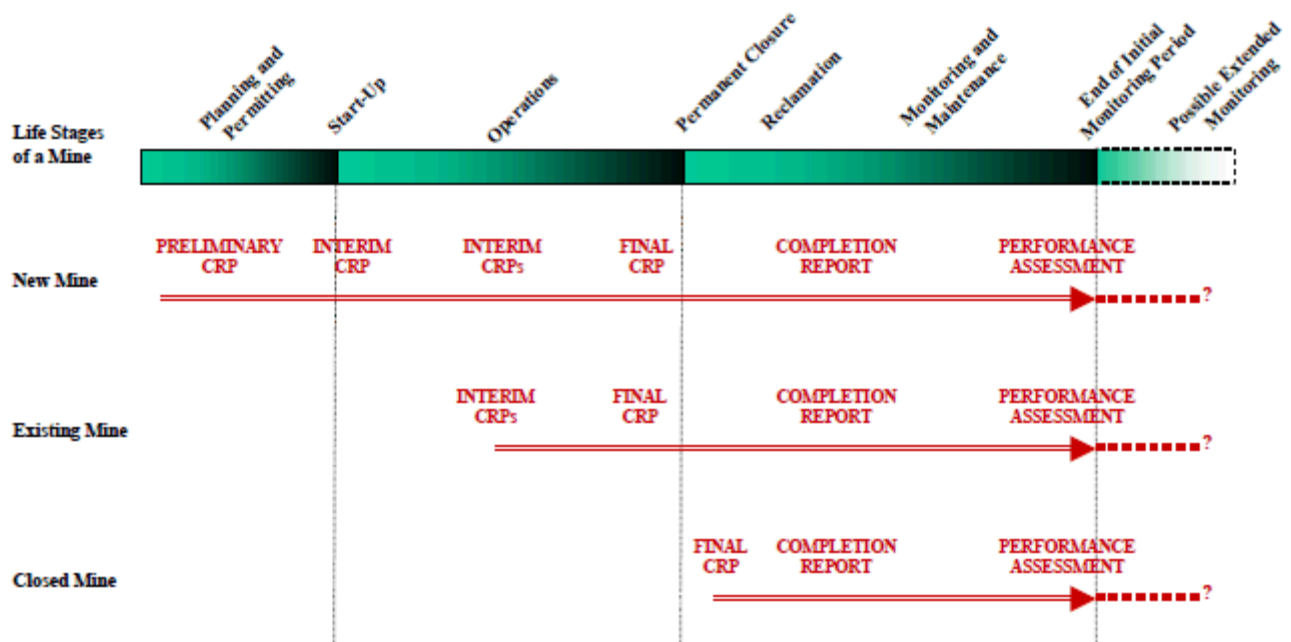 Planning and
Permitting
Start-Up
Operations
Permanent Closure
Reclamation
Monitoring and
Maintenance
End of Initial
Monitoring Period
Possible Extended
Monitoring
Life Stages
of a Mine
PRELIMINARY
CRP
INTERIM
CRP
INTERIM
CRPs
FINAL
CRP
COMPLETION
REPORT
PERFORMANCE
ASSESSMENT
New Mine
?
INTERIM
CRPs
FINAL
CRP
COMPLETION
REPORT
PERFORMANCE
ASSESSMENT
Existing Mine
?
FINAL
CRP
COMPLETION
REPORT
PERFORMANCE
ASSESSMENT
Closed Mine
?